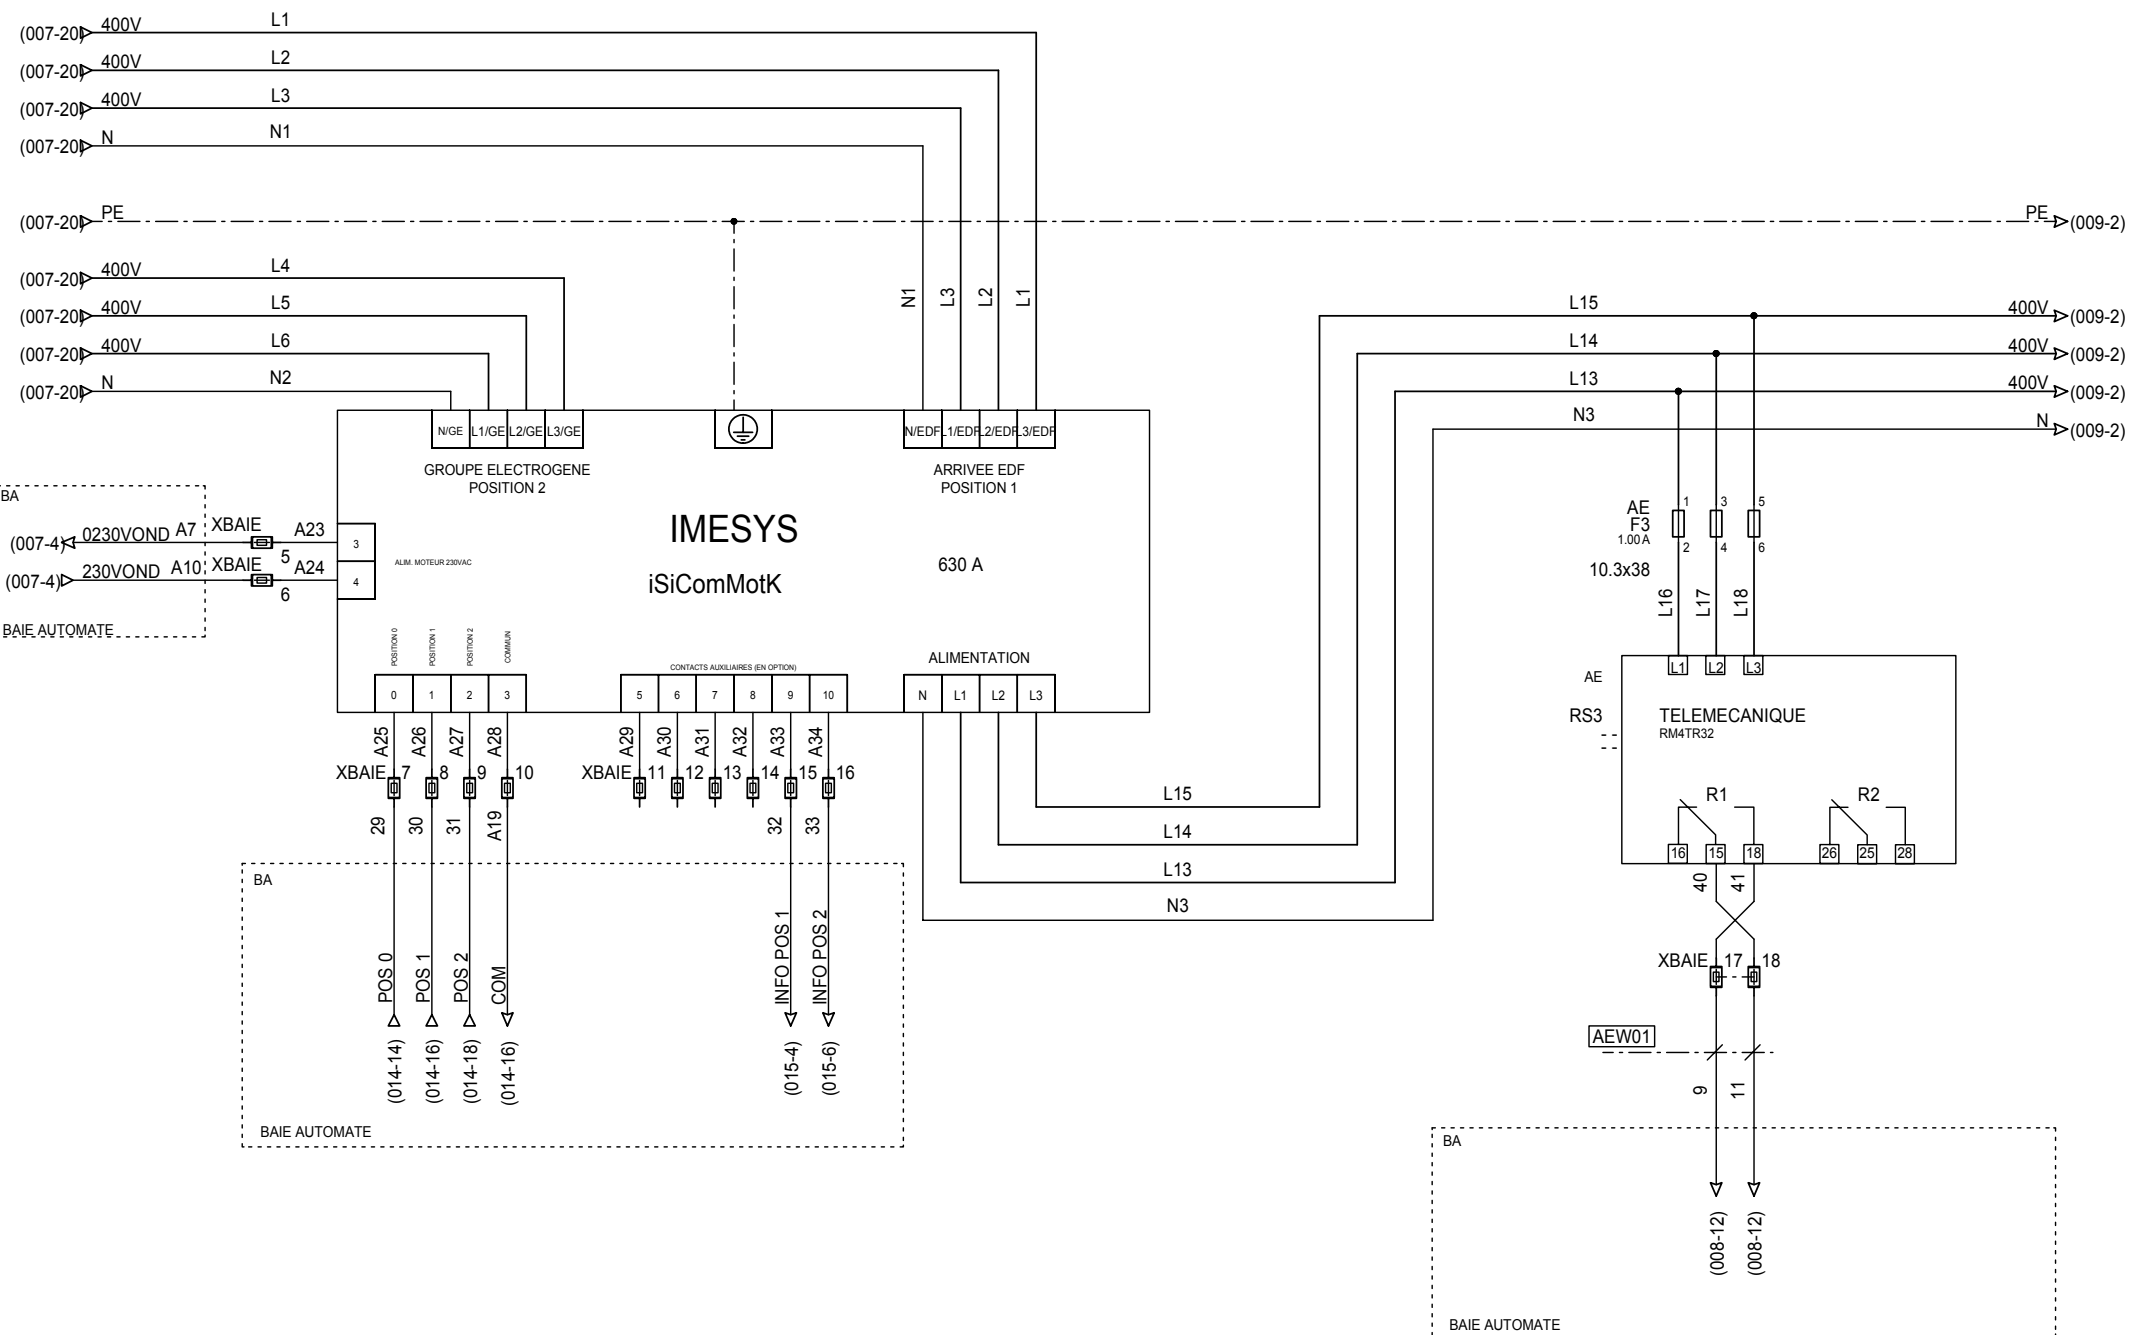 (007-20) 400V L1
(007-20) 400V L2
(007-20) 400V L3
(007-20) N N1
(007-20) PE PE (009-2)
(007-20) 400V L4
(007-20) 400V L5
(007-20) 400V L6
(007-20) N N2
N1 L3 L2 L1
L15 400V (009-2)
L14 400V (009-2)
L13 400V (009-2)
N3 N (009-2)
N/GE L1/GE L2/GE L3/GE
N/EDF L1/EDF L2/EDF L3/EDF
GROUPE ELECTROGENE
POSITION 2
ARRIVEE EDF
POSITION 1
BA
(007-4) 0230VOND A7 XBAIE 5 A23 3
(007-4) 230VOND A10 XBAIE 6 A24 4
BAIE AUTOMATE
ALIM. MOTEUR 230VAC
IMESYS
iSiComMotK
630 A
POSITION 0 POSITION 1 POSITION 2 COMMUN
0 1 2 3
CONTACTS AUXILIAIRES (EN OPTION)
5 6 7 8 9 10
ALIMENTATION
N L1 L2 L3
A25 A26 A27 A28
A29 A30 A31 A32 A33 A34
XBAIE 7 8 9 10
XBAIE 11 12 13 14 15 16
29 30 31 A19
32 33
L15
L14
L13
N3
BA
POS 0 POS 1 POS 2 COM
INFO POS 1 INFO POS 2
(014-14) (014-16) (014-18) (014-16)
(015-4) (015-6)
BAIE AUTOMATE
AE
F3
1.00 A
10.3x38
1 3 5
2 4 6
L16 L17 L18
AE
RS3
L1 L2 L3
TELEMECANIQUE
RM4TR32
R1 R2
16 15 18
26 25 28
40 41
XBAIE 17 18
AEW01
9 11
BA
(008-12) (008-12)
BAIE AUTOMATE